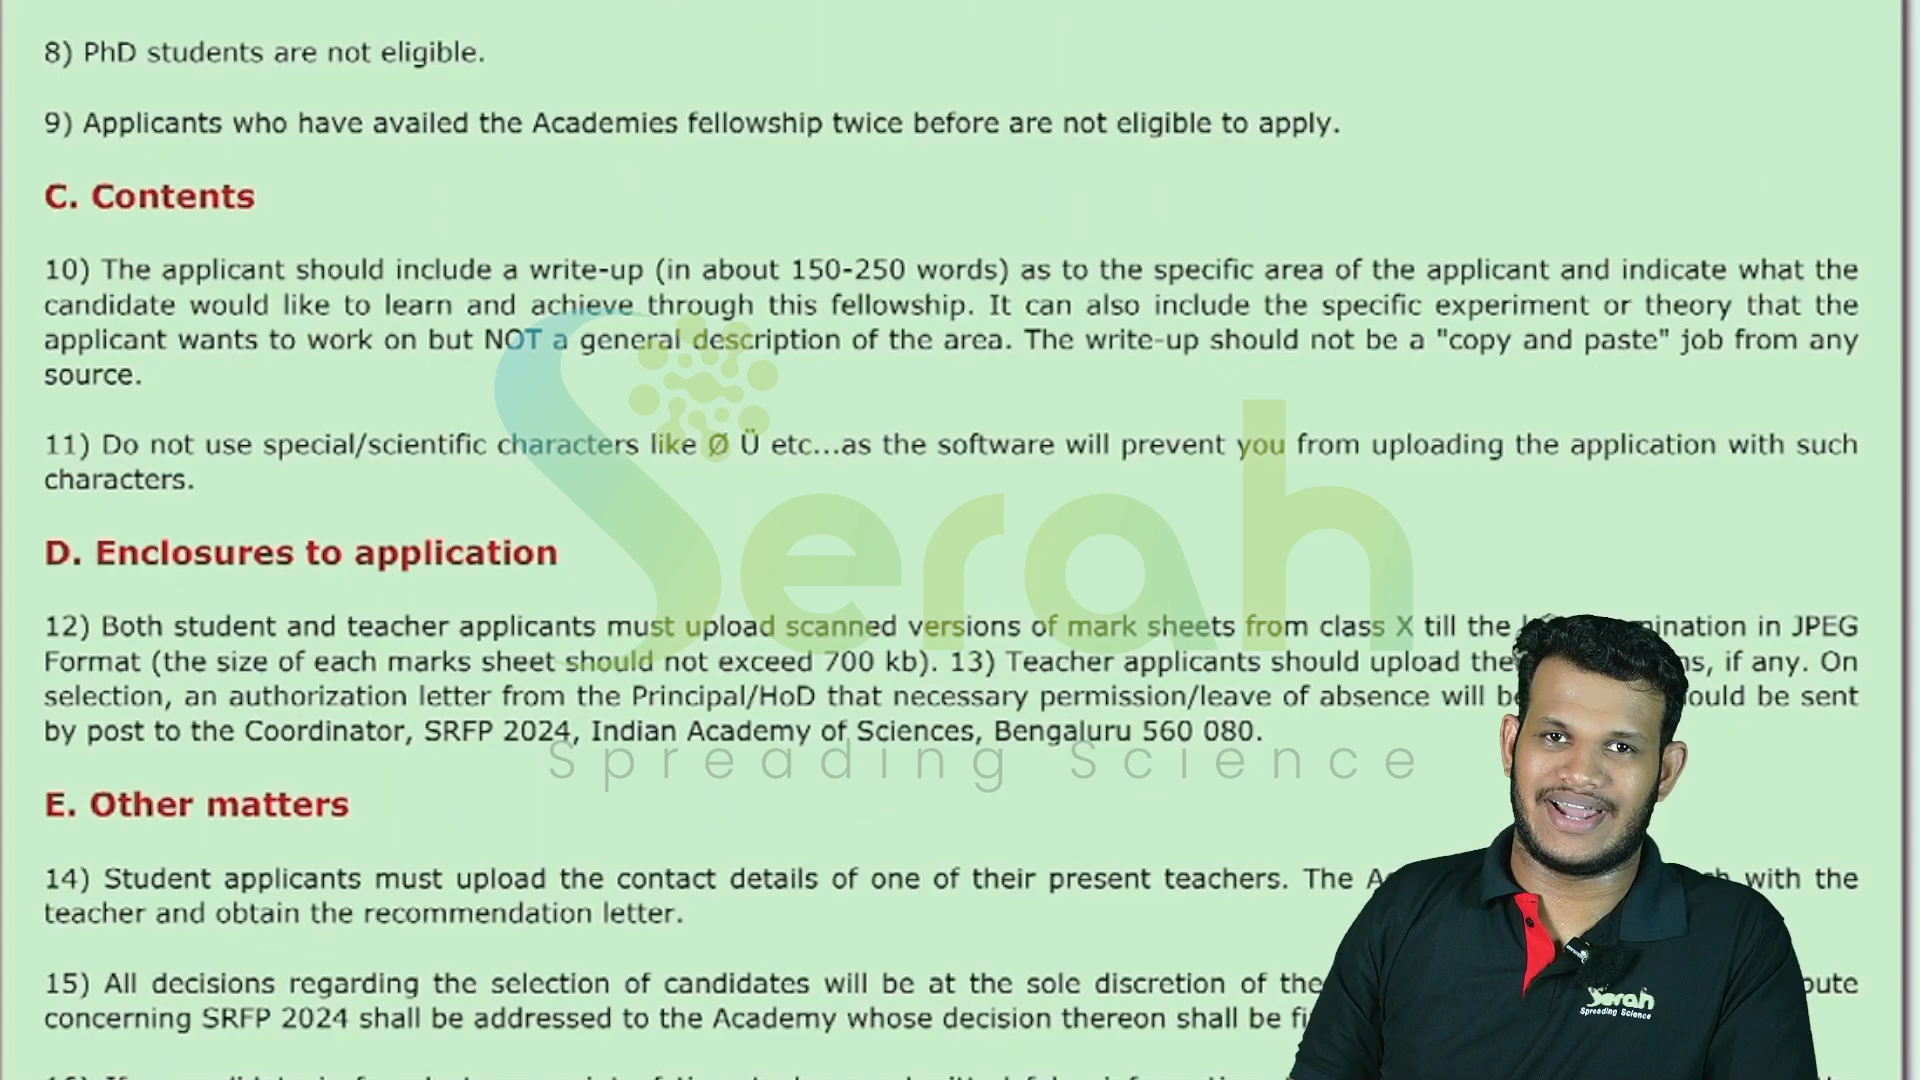 8) PhD students are not eligible.
9) Applicants who have availed the Academies fellowship twice before are not eligible to apply.
C. Contents
10) The applicant should include a write-up (in about 150-250 words) as to the specific area of the applicant and indicate what the
candidate would like to learn and achieve through this fellowship. It can also include the specific experiment or theory that the
applicant wants to work on but NOT a general description of the area. The write-up should not be a "copy and paste" job from any
source.
11) Do not use special/scientific characters like Ø Ü etc...as the software will prevent you from uploading the application with such
characters.
D. Enclosures to application
12) Both student and teacher applicants must upload scanned versions of mark sheets from class X till the in JPEG
Format (the size of each marks sheet should not exceed 700 kb). 13) Teacher applicants should upload if any. On
selection, an authorization letter from the Principal/HoD that necessary permission/leave of absence will be sent
by post to the Coordinator, SRFP 2024, Indian Academy of Sciences, Bengaluru 560 080.
E. Other matters
14) Student applicants must upload the contact details of one of their present teachers. The with the
teacher and obtain the recommendation letter.
15) All decisions regarding the selection of candidates will be at the sole discretion of the
concerning SRFP 2024 shall be addressed to the Academy whose decision thereon shall be
Serah
Spreading Science
Serah
Spreading Science